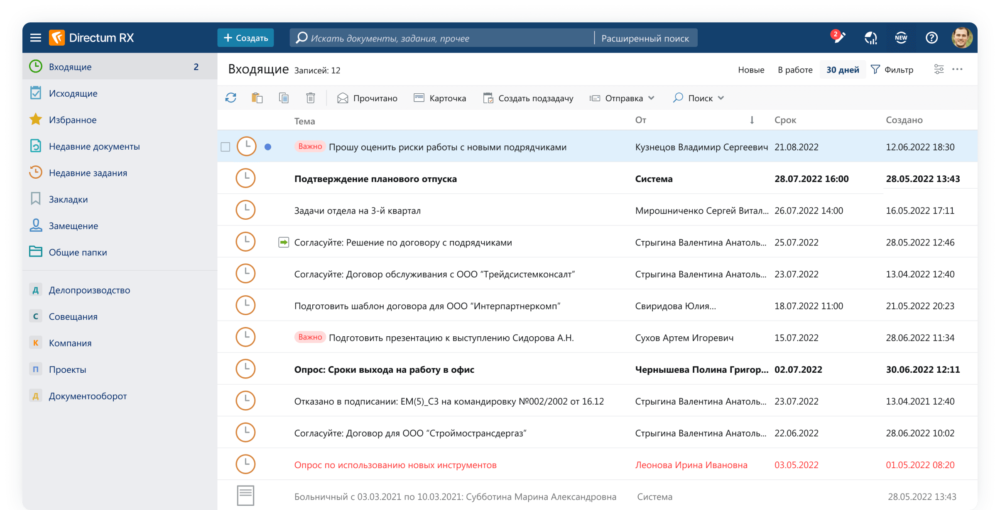 Directum RX
+ Создать
Искать документы, задания, прочее
Расширенный поиск
2
NEW
?
Входящие 2
Исходящие
Избранное
Недавние документы
Недавние задания
Закладки
Замещение
Общие папки
Д Делопроизводство
С Совещания
К Компания
П Проекты
Д Документооборот
Входящие Записей: 12
Новые В работе 30 дней Фильтр
Прочитано Карточка Создать подзадачу Отправка Поиск
Тема От Срок Создано
Важно Прошу оценить риски работы с новыми подрядчиками Кузнецов Владимир Сергеевич 21.08.2022 12.06.2022 18:30
Подтверждение планового отпуска Система 28.07.2022 16:00 28.05.2022 13:43
Задачи отдела на 3-й квартал Мирошниченко Сергей Витал... 26.07.2022 14:00 16.05.2022 17:11
Согласуйте: Решение по договору с подрядчиками Стрыгина Валентина Анатоль... 25.07.2022 28.05.2022 12:46
Согласуйте: Договор обслуживания с ООО “Трейдсистемконсалт” Стрыгина Валентина Анатоль... 23.07.2022 13.04.2022 12:40
Подготовить шаблон договора для ООО “Интерпартнеркомп” Свиридова Юлия... 18.07.2022 11:00 21.05.2022 20:23
Важно Подготовить презентацию к выступлению Сидорова А.Н. Сухов Артем Игоревич 15.07.2022 28.06.2022 11:34
Опрос: Сроки выхода на работу в офис Чернышева Полина Григор... 02.07.2022 30.06.2022 12:11
Отказано в подписании: ЕМ(5)_СЗ на командировку №002/2002 от 16.12 Стрыгина Валентина Анатоль... 23.07.2022 13.04.2021 12:40
Согласуйте: Договор для ООО “Строймострансдергаз” Стрыгина Валентина Анатоль... 22.06.2022 28.06.2022 10:02
Опрос по использованию новых инструментов Леонова Ирина Ивановна 03.05.2022 01.05.2022 08:20
Больничный с 03.03.2021 по 10.03.2021: Субботина Марина Александровна Система 28.05.2022 13:43